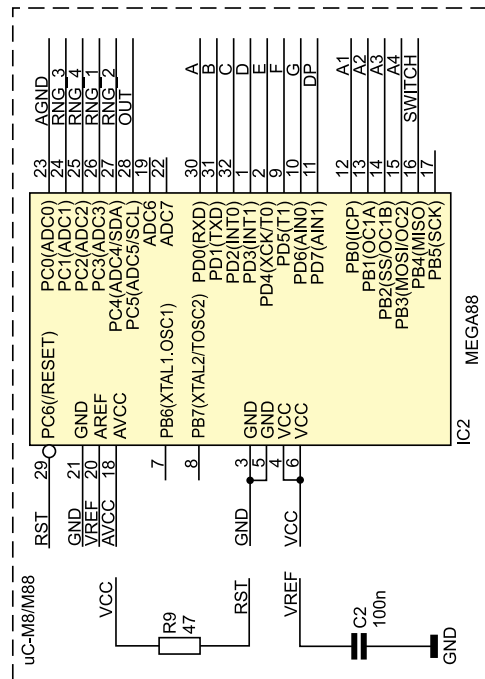 uC-M8/M88
RST 29 PC6(/RESET) PC0(ADC0) 23 AGND
PC1(ADC1) 24 RNG_3
GND 21 GND PC2(ADC2) 25 RNG_4
VREF 20 AREF PC3(ADC3) 26 RNG_1
AVCC 18 AVCC PC4(ADC4/SDA) 27 RNG_2
PC5(ADC5/SCL) 28 OUT
ADC6 19
7 PB6(XTAL1.OSC1) ADC7 22
8 PB7(XTAL2/TOSC2) PD0(RXD) 30 A
PD1(TXD) 31 B
PD2(INT0) 32 C
GND 3 GND PD3(INT1) 1 D
5 GND PD4(XCK/T0) 2 E
4 VCC PD5(T1) 9 F
VCC 6 VCC PD6(AIN0) 10 G
PD7(AIN1) 11 DP
PB0(ICP) 12 A1
PB1(OC1A 13 A2
PB2(SS/OC1B) 14 A3
PB3(MOSI/OC2 15 A4
PB4(MISO) 16 SWITCH
PB5(SCK) 17
IC2 MEGA88
VCC
R9
47
RST
VREF
C2
100n
GND